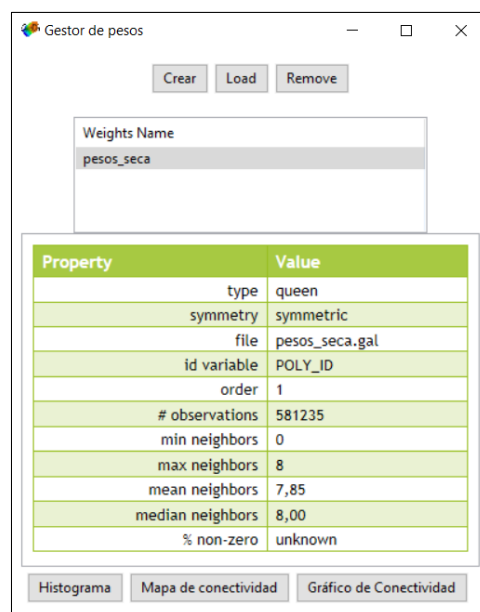 Gestor de pesos
Crear Load Remove
Weights Name
pesos_seca
Property Value
type queen
symmetry symmetric
file pesos_seca.gal
id variable POLY_ID
order 1
# observations 581235
min neighbors 0
max neighbors 8
mean neighbors 7,85
median neighbors 8,00
% non-zero unknown
Histograma Mapa de conectividad Gráfico de Conectividad